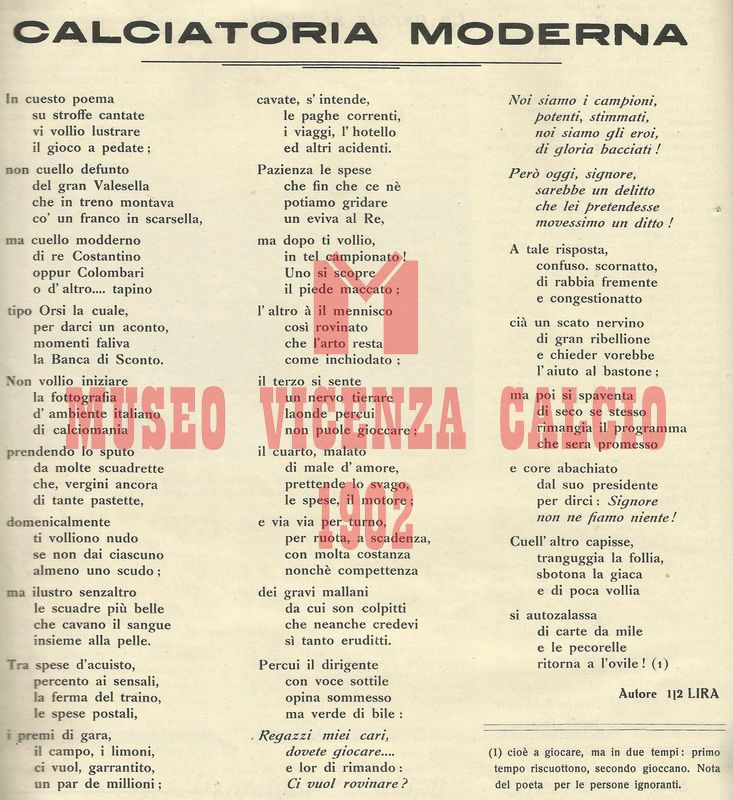 CALCIATORIA MODERNA
In cuesto poema
su stroffe cantate
vi vollio lustrare
il gioco a pedate ;
non cuello defunto
del gran Valesella
che in treno montava
co' un franco in scarsella,
ma cuello modderno
di re Costantino
oppur Colombari
o d'altro.... tapino
tipo Orsi la cuale,
per darci un aconto,
momenti faliva
la Banca di Sconto.
Non vollio iniziare
la fottografia
d' ambiente italiano
di calciomania
prendendo lo sputo
da molte scuadrette
che, vergini ancora
di tante pastette,
domenicalmente
ti volliono nudo
se non dai ciascuno
almeno uno scudo ;
ma ilustro senzaltro
le scuadre più belle
che cavano il sangue
insieme alla pelle.
Tra spese d'acuisto,
percento ai sensali,
la ferma del traino,
le spese postali,
i premi di gara,
il campo, i limoni,
ci vuol, garrantito,
un par de millioni ;
cavate, s' intende,
le paghe correnti,
i viaggi, l' hotello
ed altri acidenti.
Pazienza le spese
che fin che ce nè
potiamo gridare
un eviva al Re,
ma dopo ti vollio,
in tel campionato !
Uno si scopre
il piede maccato ;
l'altro à il mennisco
così rovinato
che l'arto resta
come inchiodato ;
il terzo si sente
un nervo tierare
laonde percui
non puole gioccare ;
il cuarto, malato
di male d'amore,
prettende lo svago,
le spese, il motore ;
e via via per turno,
per ruota, a scadenza,
con molta costanza
nonchè compettenza
dei gravi mallani
da cui son colpitti
che neanche credevi
sì tanto eruditti.
Percui il dirigente
con voce sottile
opina sommesso
ma verde di bile :
Regazzi miei cari,
dovete giocare....
e lor di rimando :
Ci vuol rovinare ?
Noi siamo i campioni,
potenti, stimmati,
noi siamo gli eroi,
di gloria bacciati !
Però oggi, signore,
sarebbe un delitto
che lei pretendesse
movessimo un ditto !
A tale risposta,
confuso. scornatto,
di rabbia fremente
e congestionatto
cià un scato nervino
di gran ribellione
e chieder vorebbe
l'aiuto al bastone ;
ma poi si spaventa
di seco se stesso
rimangia il programma
che sera promesso
e core abachiato
dal suo presidente
per dirci : Signore
non ne fiamo niente !
Cuell' altro capisse,
tranguggia la follia,
sbotona la giaca
e di poca vollia
si autozalassa
di carte da mile
e le pecorelle
ritorna a l'ovile ! (1)
Autore 1|2 LIRA
(1) cioè a giocare, ma in due tempi : primo
tempo riscuottono, secondo gioccano. Nota
del poeta per le persone ignoranti.
M
MUSEO VICENZA CALCIO
1902